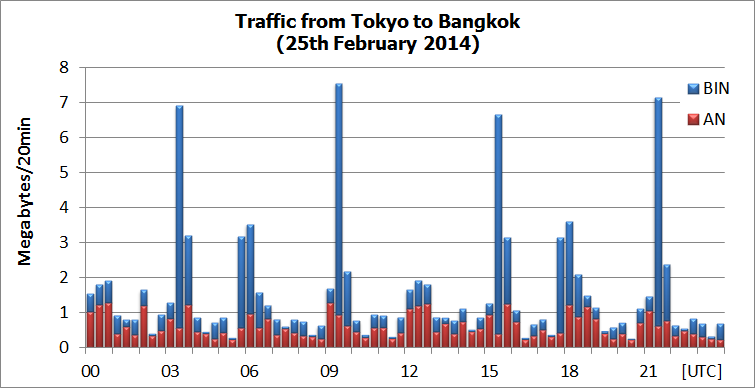 Traffic from Tokyo to Bangkok
(25th February 2014)
Megabytes/20min
8
7
6
5
4
3
2
1
0
BIN
AN
00 03 06 09 12 15 18 21 [UTC]